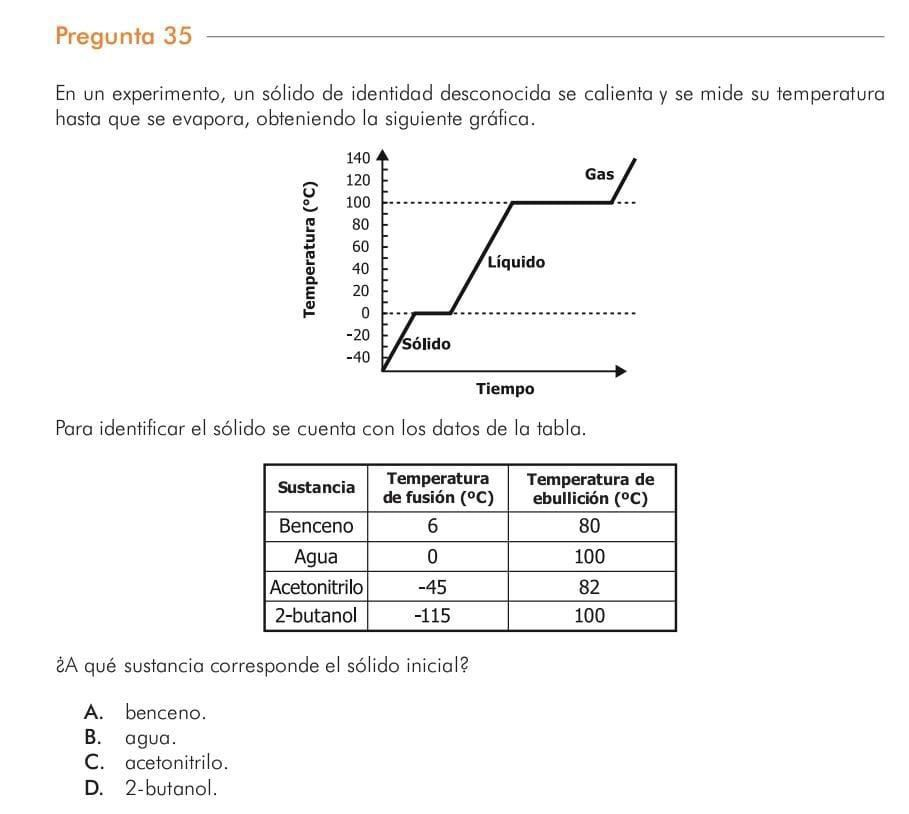 Pregunta 35
En un experimento, un sólido de identidad desconocida se calienta y se mide su temperatura
hasta que se evapora, obteniendo la siguiente gráfica.
Temperatura (ºC)
140
120
100
80
60
40
20
0
-20
-40
Gas
Líquido
Sólido
Tiempo
Para identificar el sólido se cuenta con los datos de la tabla.
Sustancia Temperatura de fusión (ºC) Temperatura de ebullición (ºC)
Benceno 6 80
Agua 0 100
Acetonitrilo -45 82
2-butanol -115 100
¿A qué sustancia corresponde el sólido inicial?
A. benceno.
B. agua.
C. acetonitrilo.
D. 2-butanol.